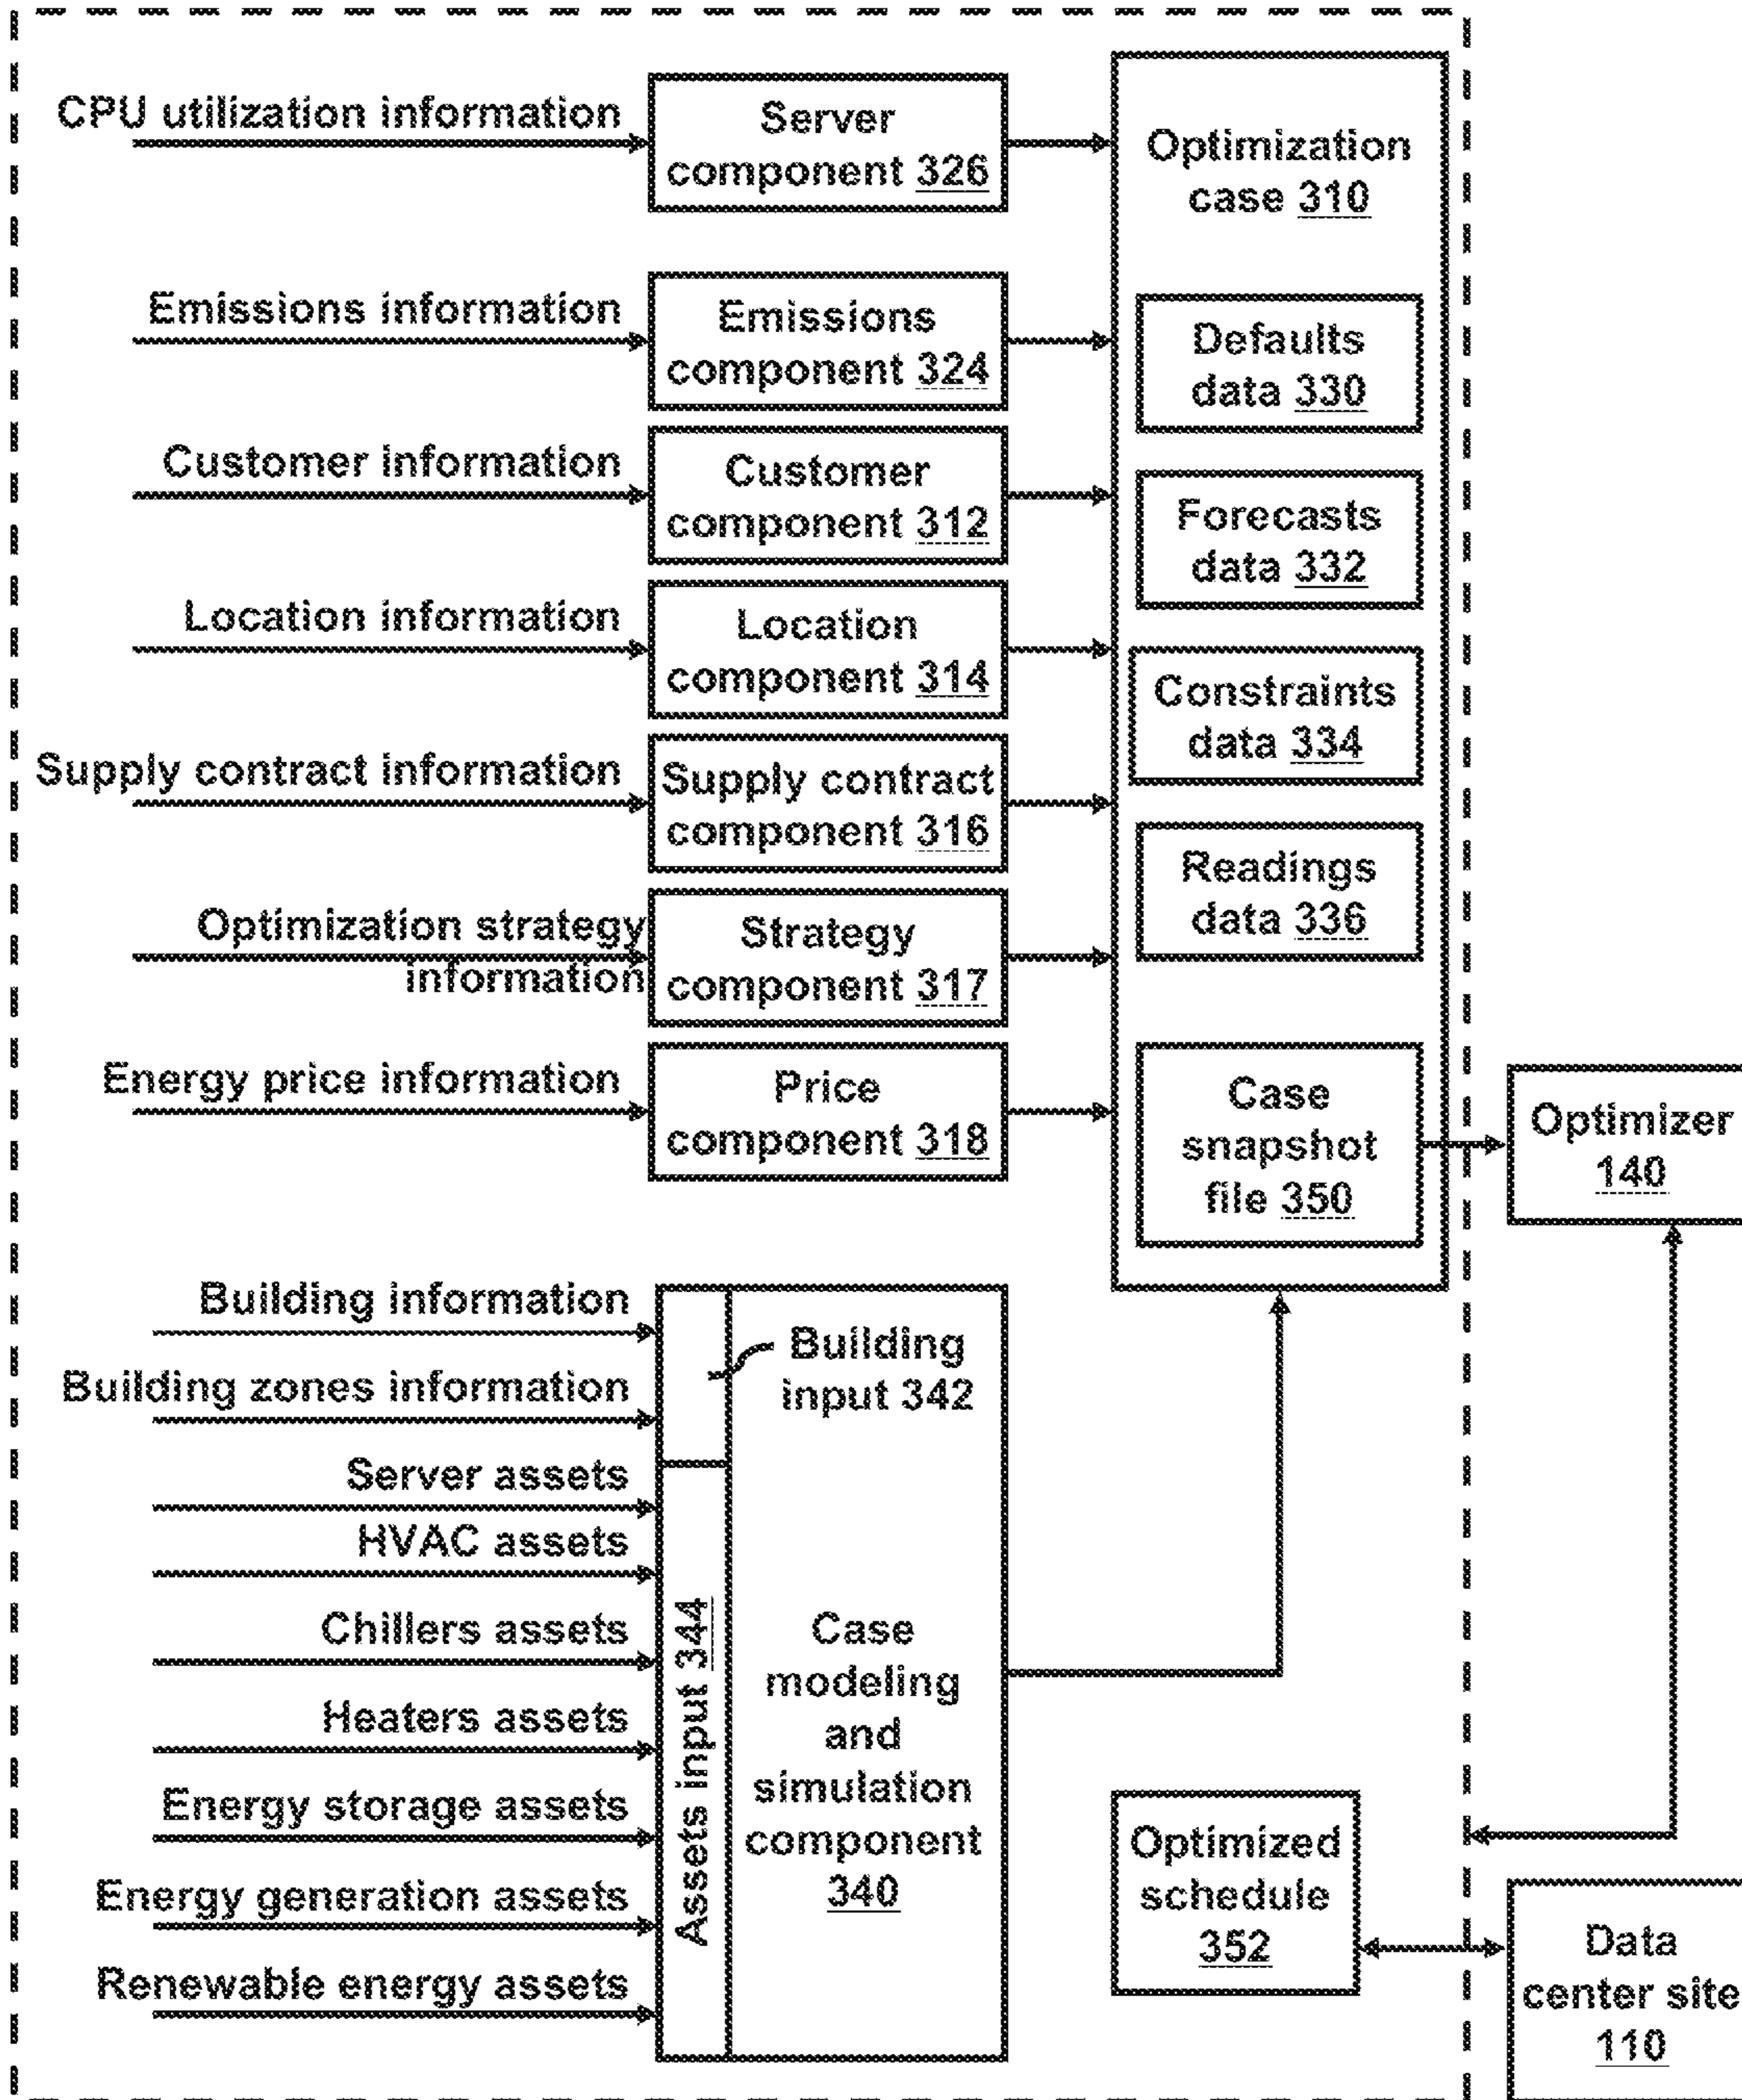 CPU utilization information
Server
component 326
Emissions information
Emissions
component 324
Customer information
Customer
component 312
Location information
Location
component 314
Supply contract information
Supply contract
component 316
Optimization strategy
information
Strategy
component 317
Energy price information
Price
component 318
Optimization
case 310
Defaults
data 330
Forecasts
data 332
Constraints
data 334
Readings
data 336
Case
snapshot
file 350
Optimizer
140
Building information
Building zones information
Server assets
HVAC assets
Chillers assets
Heaters assets
Energy storage assets
Energy generation assets
Renewable energy assets
Building
input 342
Assets input 344
Case
modeling
and
simulation
component
340
Optimized
schedule
352
Data
center site
110